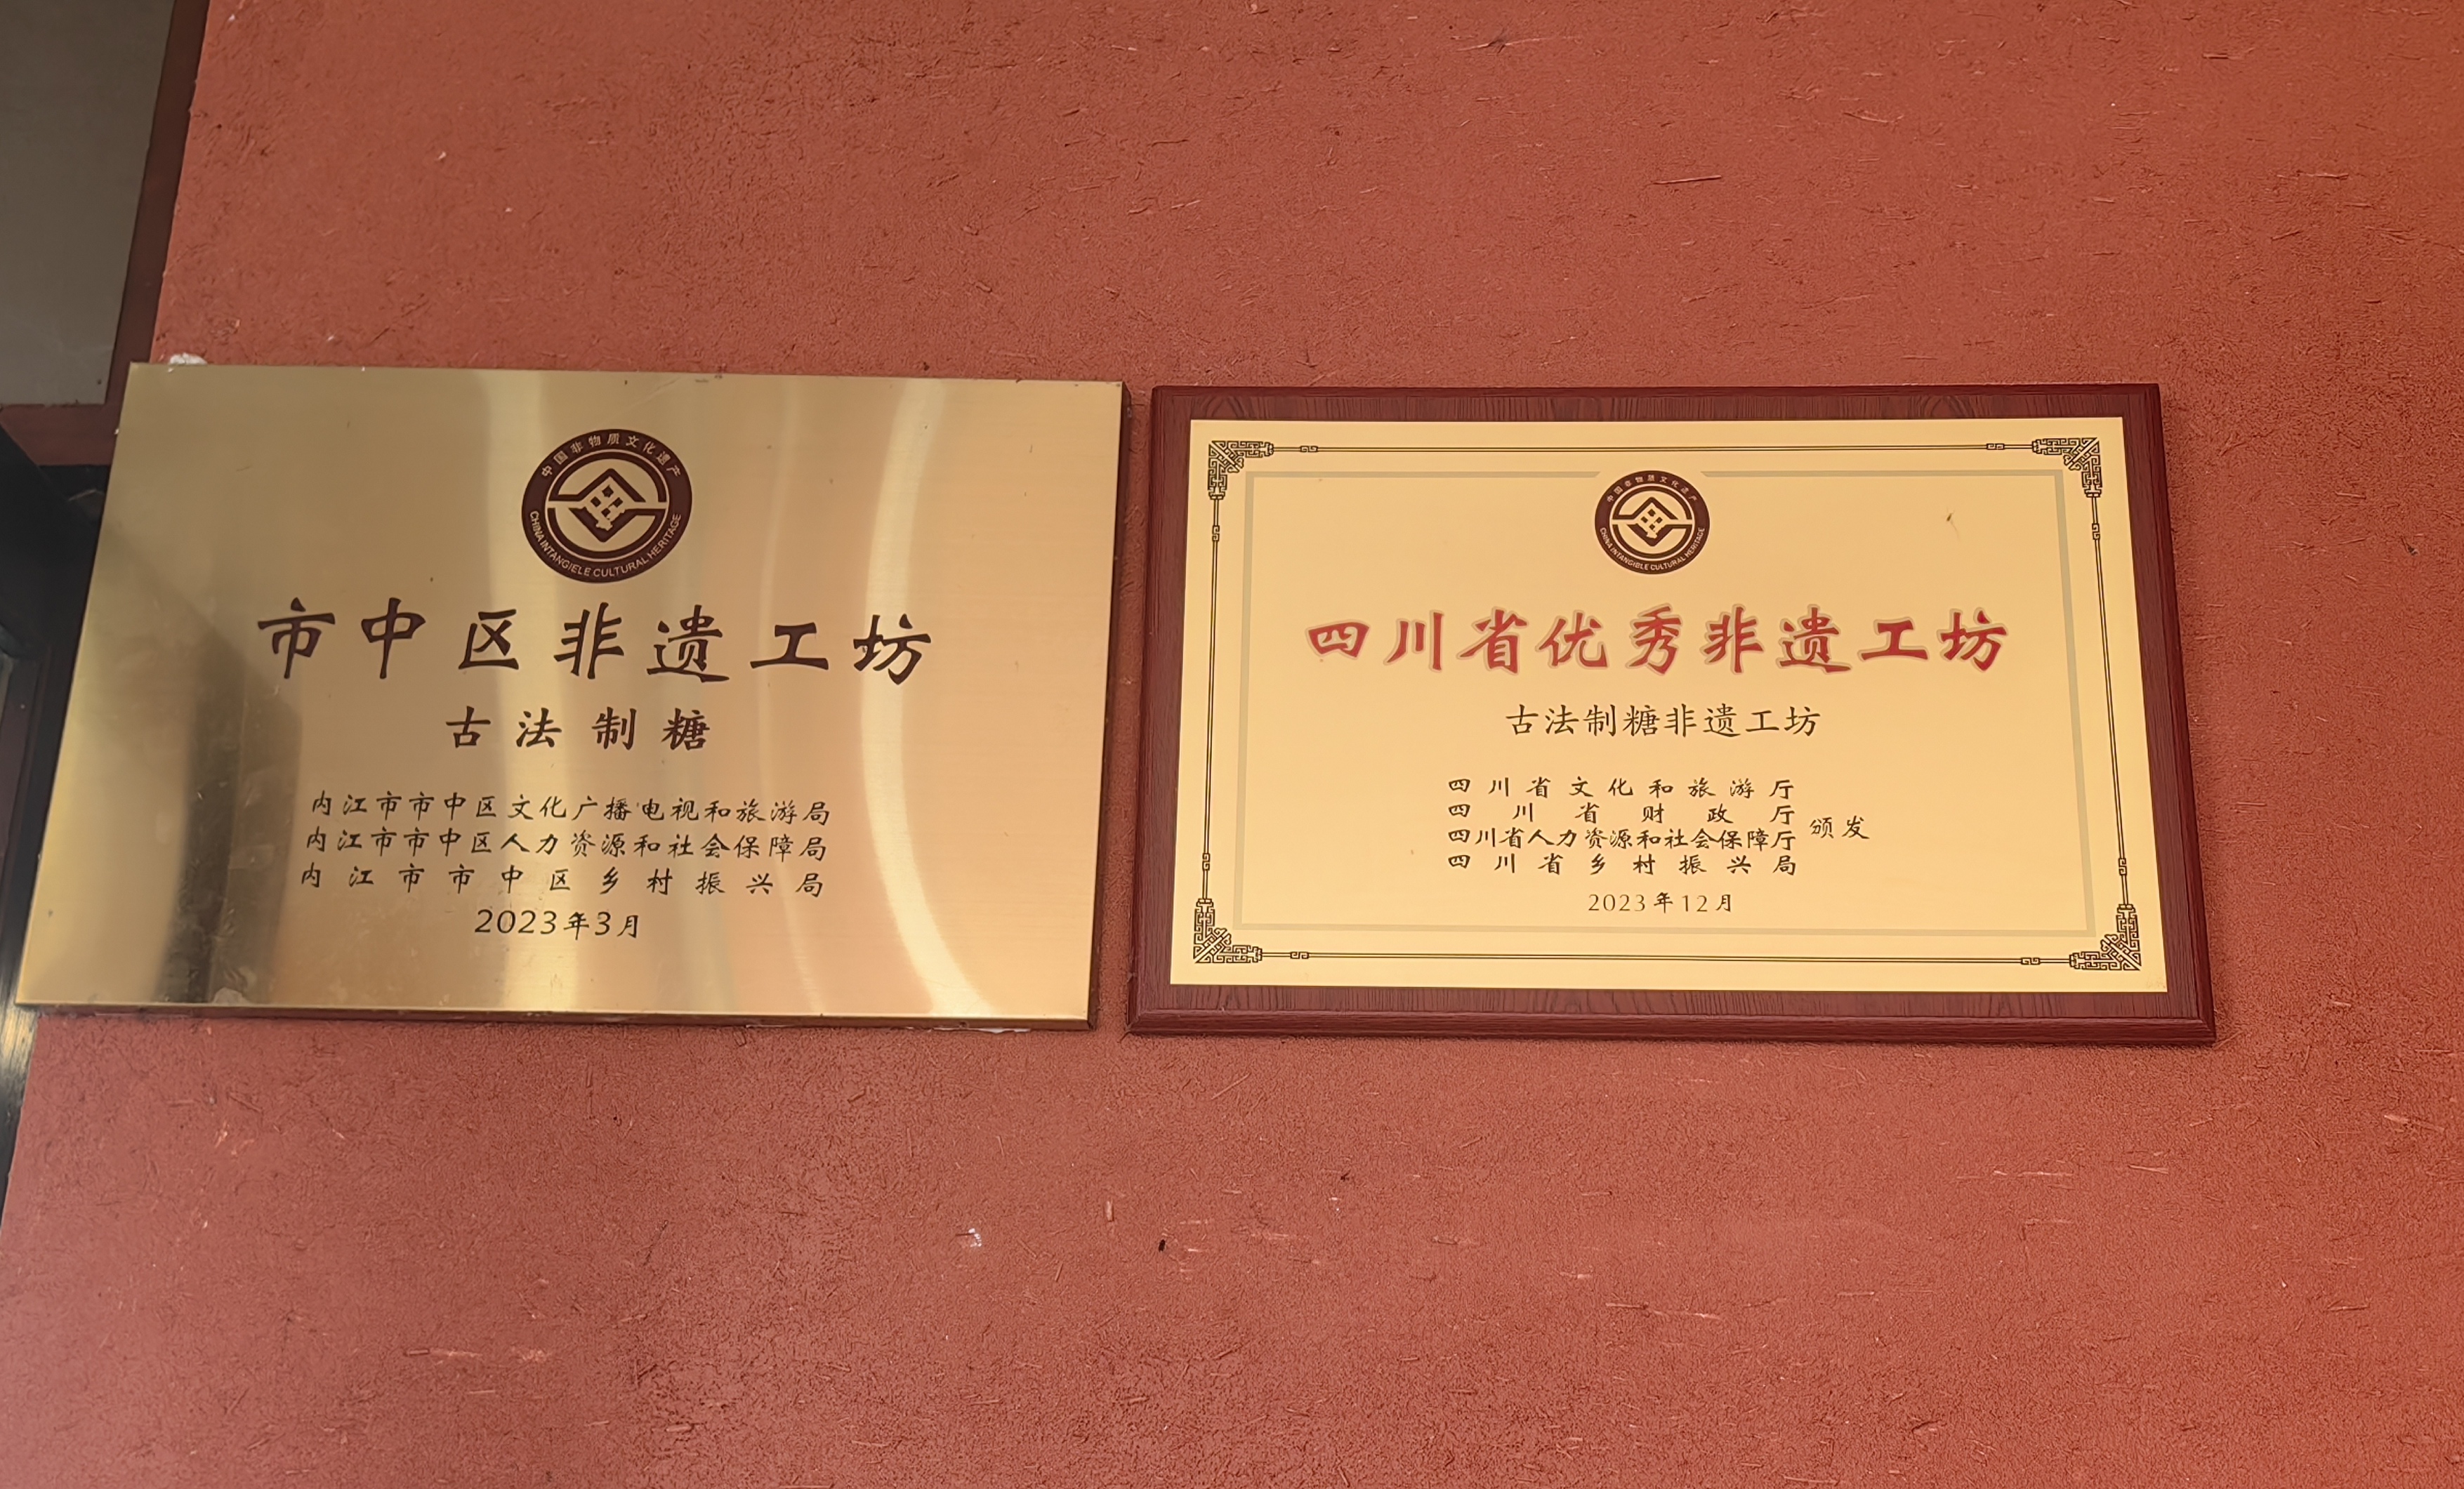 中国非物质文化遗产
CHINA INTANGIELE CULTURAL HERITAGE
市中区非遗工坊
古法制糖
内江市市中区文化广播电视和旅游局
内江市市中区人力资源和社会保障局
内江市市中区乡村振兴局
2023年3月
中国非物质文化遗产
CHINA INTANGIBLE CULTURAL HERITAGE
四川省优秀非遗工坊
古法制糖非遗工坊
四川省文化和旅游厅
四川省财政厅
四川省人力资源和社会保障厅
四川省乡村振兴局
颁发
2023年12月